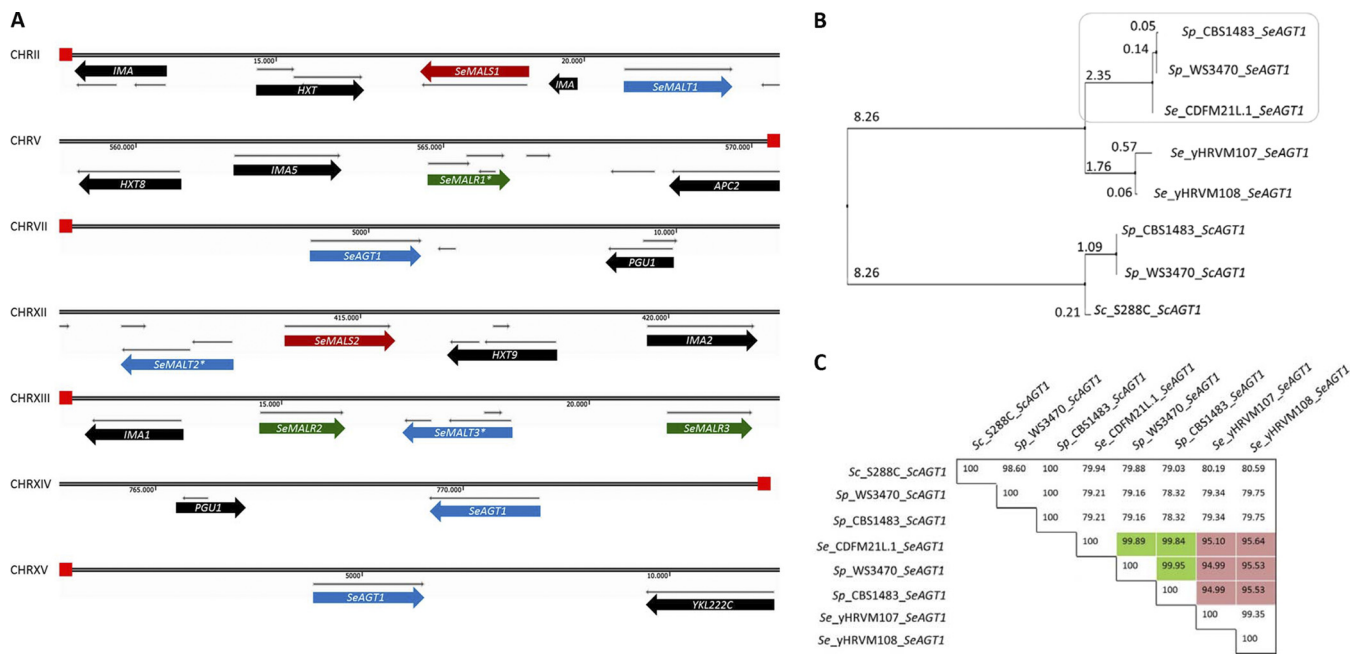 A
CHRII
15.000 20.000
IMA HXT SeMALS1 IMA SeMALT1
CHRV
560.000 565.000 570.000
HXT8 IMA5 SeMALR1* APC2
CHRVII
5000 10.000
SeAGT1 PGU1
CHRXII
415.000 420.000
SeMALT2* SeMALS2 HXT9 IMA2
CHRXIII
15.000 20.000
IMA1 SeMALR2 SeMALT3* SeMALR3
CHRXIV
765.000 770.000
PGU1 SeAGT1
CHRXV
5000 10.000
SeAGT1 YKL222C
B
0.05 Sp_CBS1483_SeAGT1
0.14 Sp_WS3470_SeAGT1
2.35
Se_CDFM21L.1_SeAGT1
8.26
0.57 Se_yHRVM107_SeAGT1
1.76
0.06 Se_yHRVM108_SeAGT1
Sp_CBS1483_ScAGT1
1.09
Sp_WS3470_ScAGT1
8.26
0.21 Sc_S288C_ScAGT1
C
Sc_S288C_ScAGT1
Sp_WS3470_ScAGT1
Sp_CBS1483_ScAGT1
Se_CDFM21L.1_SeAGT1
Sp_WS3470_SeAGT1
Sp_CBS1483_SeAGT1
Se_yHRVM107_SeAGT1
Se_yHRVM108_SeAGT1
Sc_S288C_ScAGT1 100 98.60 100 79.94 79.88 79.03 80.19 80.59
Sp_WS3470_ScAGT1 100 100 79.21 79.16 78.32 79.34 79.75
Sp_CBS1483_ScAGT1 100 79.21 79.16 78.32 79.34 79.75
Se_CDFM21L.1_SeAGT1 100 99.89 99.84 95.10 95.64
Sp_WS3470_SeAGT1 100 99.95 94.99 95.53
Sp_CBS1483_SeAGT1 100 94.99 95.53
Se_yHRVM107_SeAGT1 100 99.35
Se_yHRVM108_SeAGT1 100